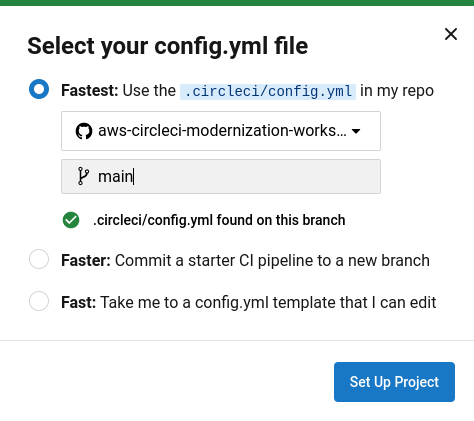 Select your config.yml file
Fastest: Use the .circleci/config.yml in my repo
aws-circleci-modernization-works...
main
.circleci/config.yml found on this branch
Faster: Commit a starter CI pipeline to a new branch
Fast: Take me to a config.yml template that I can edit
Set Up Project